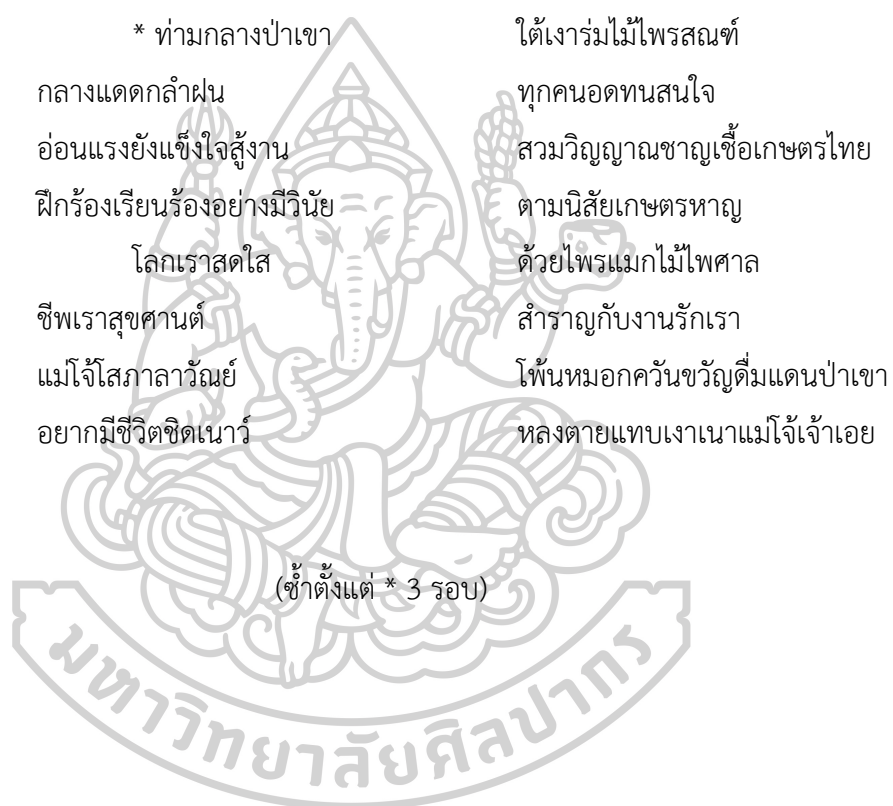 * ท่ามกลางป่าเขา ใต้เงาร่มไม้ไพรสณฑ์
กลางแดดกลำฝน ทุกคนอดทนสนใจ
อ่อนแรงยังแข็งใจสู้งาน สวมวิญญาณชาญเชื้อเกษตรไทย
ฝึกร้องเรียนร้องอย่างมีวินัย ตามนิสัยเกษตรหาญ
โลกเราสดใส ด้วยไพรแมกไม้ไพศาล
ชีพเราสุขศานต์ สำราญกับงานรักเรา
แม่โจ้โสภาลาวัณย์ โพ้นหมอกควันขวัญดื่มแดนป่าเขา
อยากมีชีวิตชิดเนาว์ หลงตายแทบเงาเนาแม่โจ้เจ้าเอย
(ซ้ำตั้งแต่ * 3 รอบ)
มหาวิทยาลัยศิลปากร